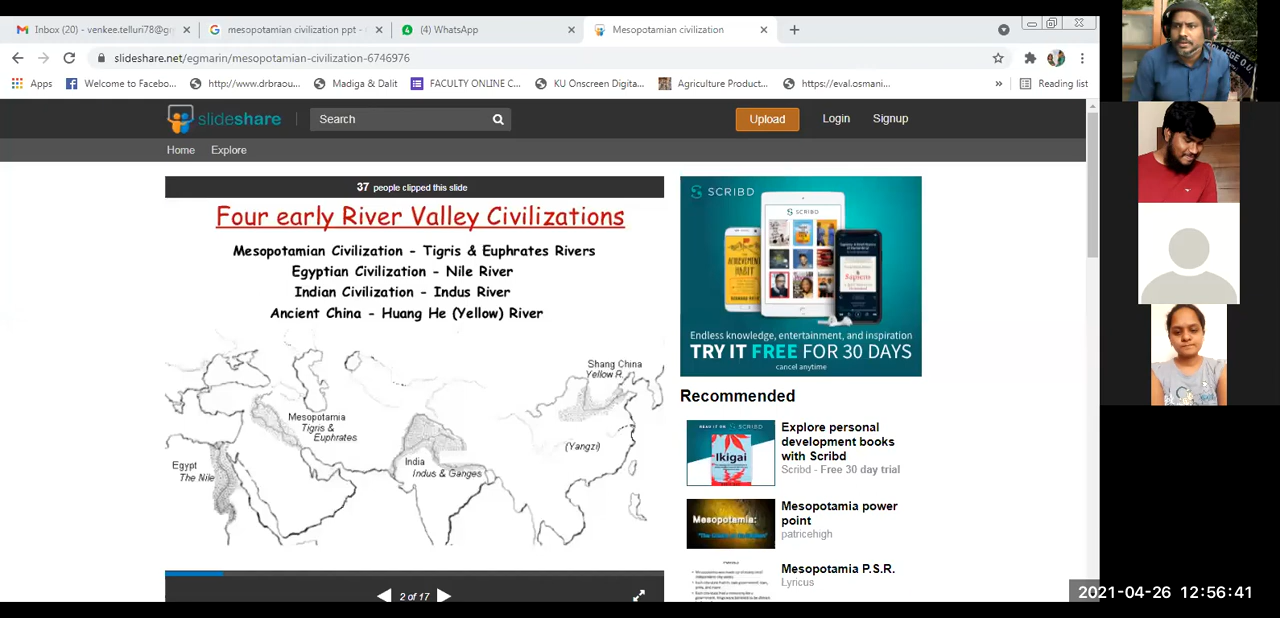 Inbox (20) - venkee.telluri78@g
mesopotamian civilization ppt -
(4) WhatsApp
Mesopotamian civilization
slideshare.net/egmarin/mesopotamian-civilization-6746976
Apps
Welcome to Facebo...
http://www.drbraou...
Madiga & Dalit
FACULTY ONLINE C...
KU Onscreen Digita...
Agriculture Product...
https://eval.osmani...
»
Reading list
slideshare
Search
Upload
Login
Signup
Home
Explore
37 people clipped this slide
Four early River Valley Civilizations
Mesopotamian Civilization - Tigris & Euphrates Rivers
Egyptian Civilization - Nile River
Indian Civilization - Indus River
Ancient China - Huang He (Yellow) River
Shang China
Yellow R.
Mesopotamia
Tigris &
Euphrates
(Yangzi)
Egypt
The Nile
India
Indus & Ganges
2 of 17
SCRIBD
SCRIBD
Endless knowledge, entertainment, and inspiration
TRY IT FREE FOR 30 DAYS
cancel anytime
Recommended
Ikigai
Explore personal
development books
with Scribd
Scribd - Free 30 day trial
Mesopotamia:
Mesopotamia power
point
patricehigh
Mesopotamia P.S.R.
Lyricus
COLLEGE O U
2021-04-26 12:56:41